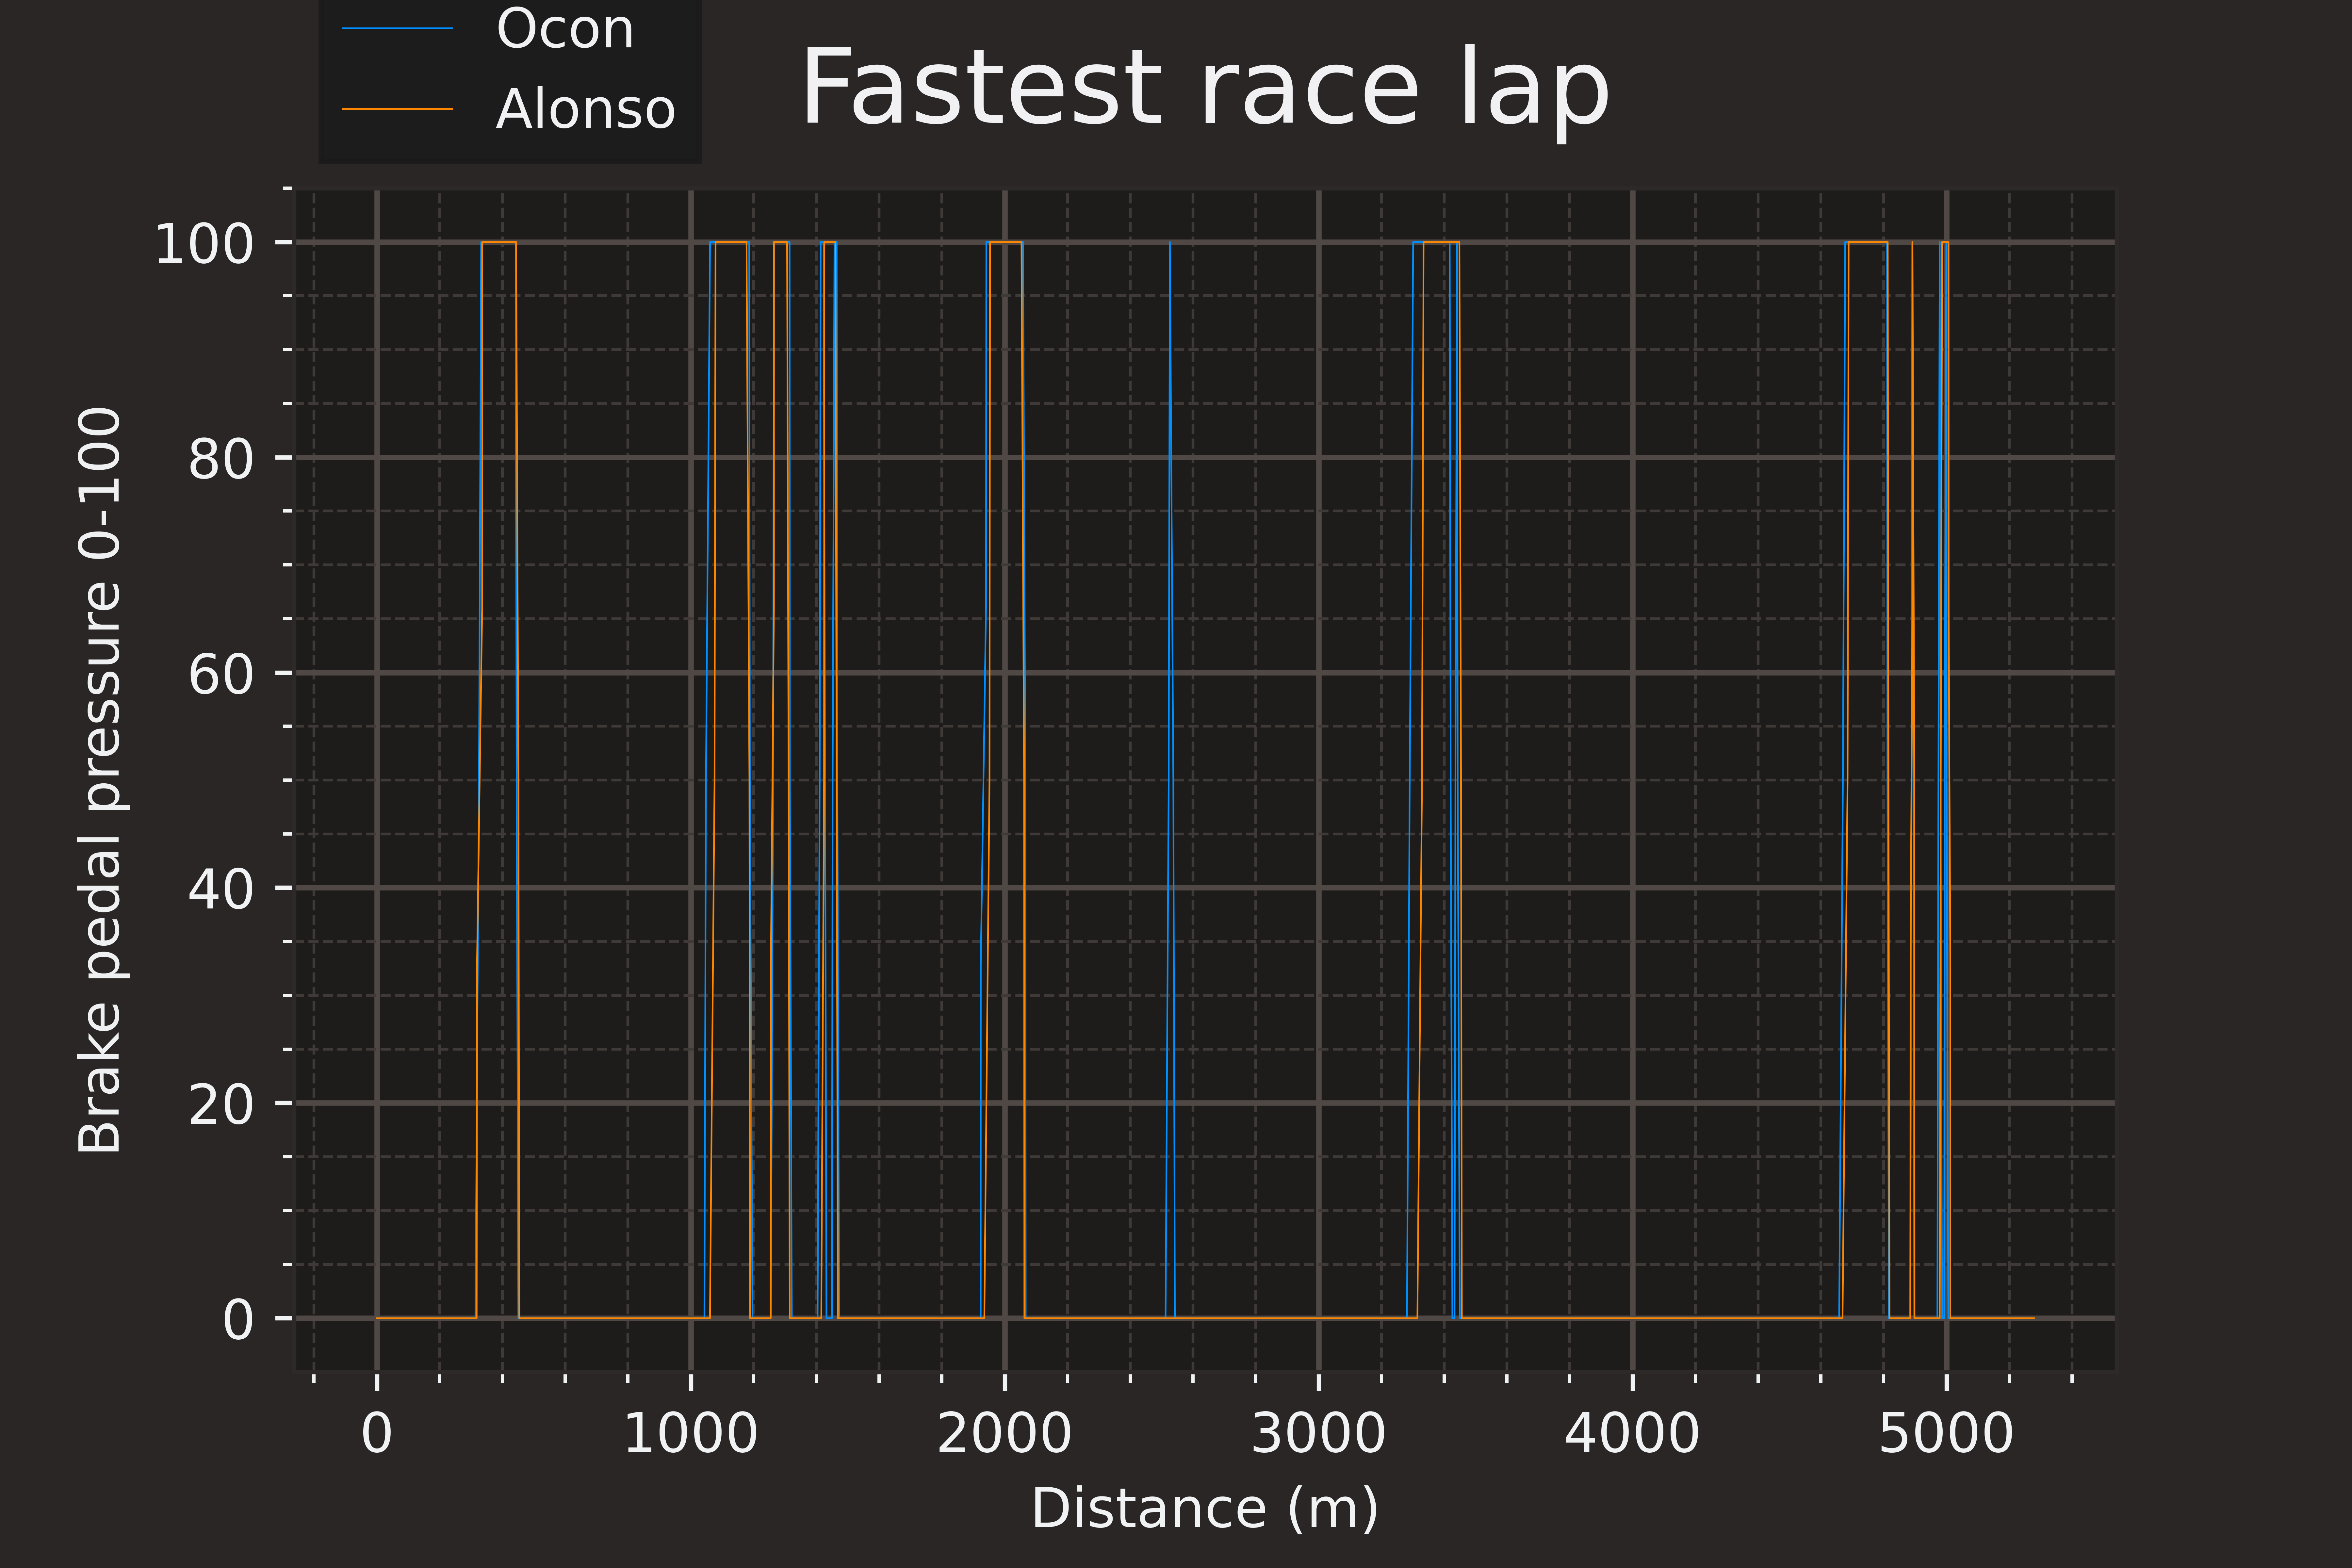 Ocon
Alonso
Fastest race lap
Brake pedal pressure 0-100
100
80
60
40
20
0
0 1000 2000 3000 4000 5000
Distance (m)